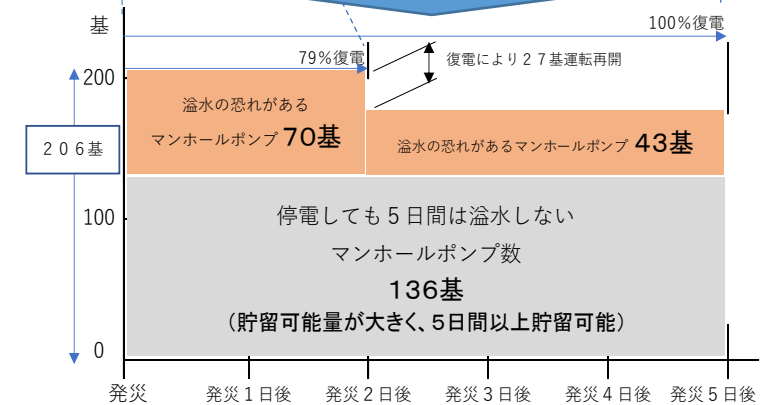 基
100%復電
79%復電
復電により２７基運転再開
200
溢水の恐れがある
マンホールポンプ 70基
溢水の恐れがあるマンホールポンプ 43基
２０６基
100
停電しても５日間は溢水しない
マンホールポンプ数
136基
（貯留可能量が大きく、5日間以上貯留可能）
0
発災
発災１日後
発災２日後
発災３日後
発災４日後
発災５日後